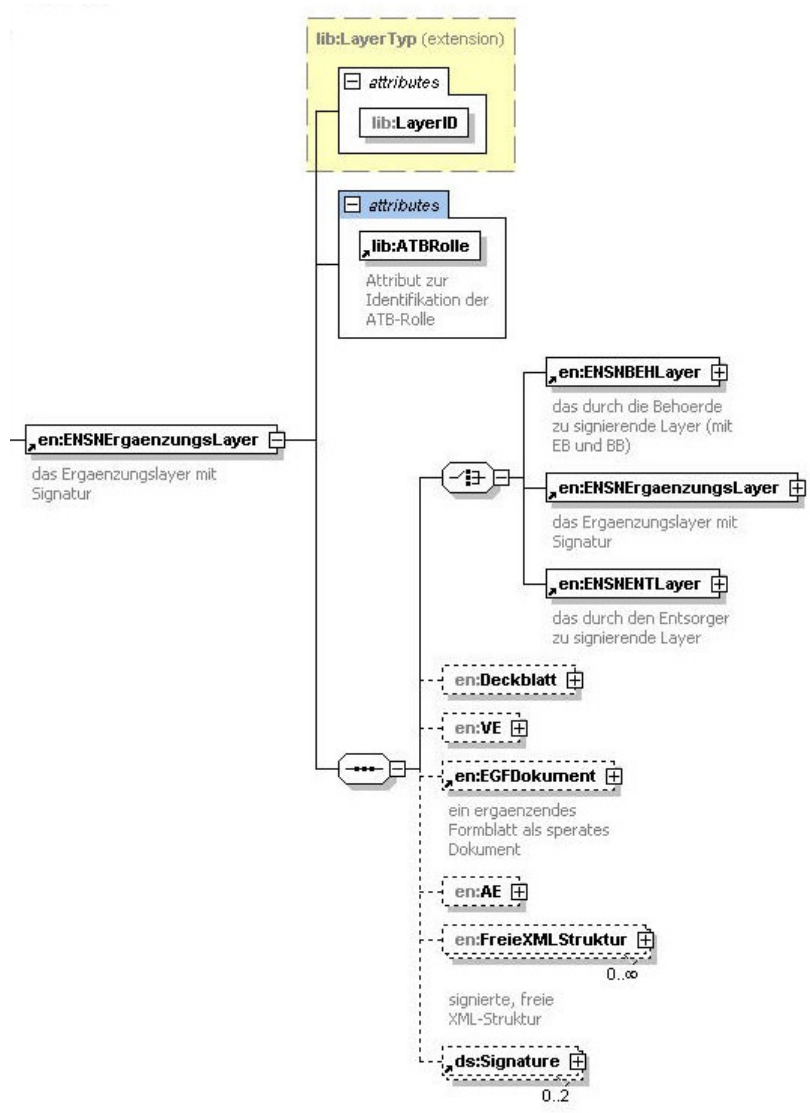 lib:LayerTyp (extension)
attributes
lib:LayerID
attributes
lib:ATBRolle
Attribut zur
Identifikation der
ATB-Rolle
en:ENSNErgaenzungsLayer
das Ergaenzungslayer mit
Signatur
en:ENSNBEHLayer
das durch die Behoerde
zu signierende Layer (mit
EB und BB)
en:ENSNErgaenzungsLayer
das Ergaenzungslayer mit
Signatur
en:ENSNENTLayer
das durch den Entsorger
zu signierende Layer
en:Deckblatt
en:VE
en:EGFDokument
ein ergaenzendes
Formblatt als sperates
Dokument
en:AE
en:FreieXMLStruktur
0..∞
signierte, freie
XML-Struktur
ds:Signature
0..2